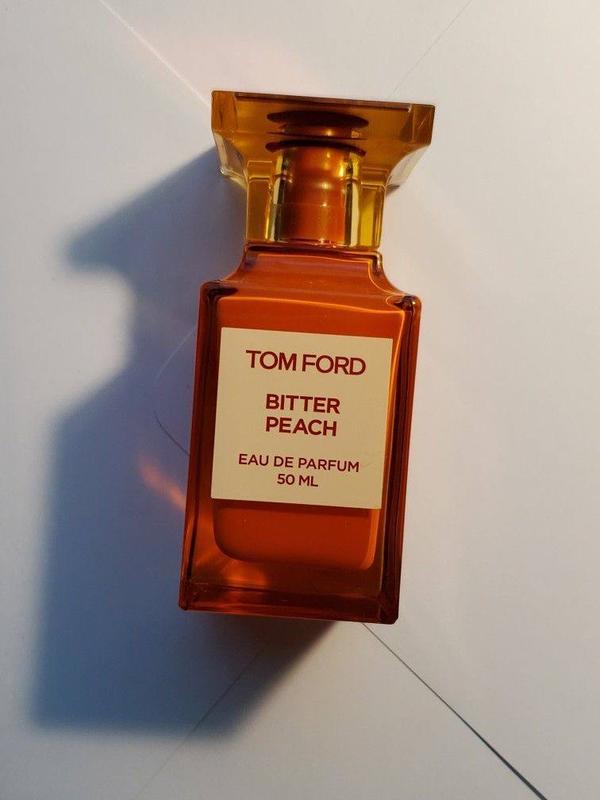 TOM FORD
BITTER
PEACH
EAU DE PARFUM
50 ML